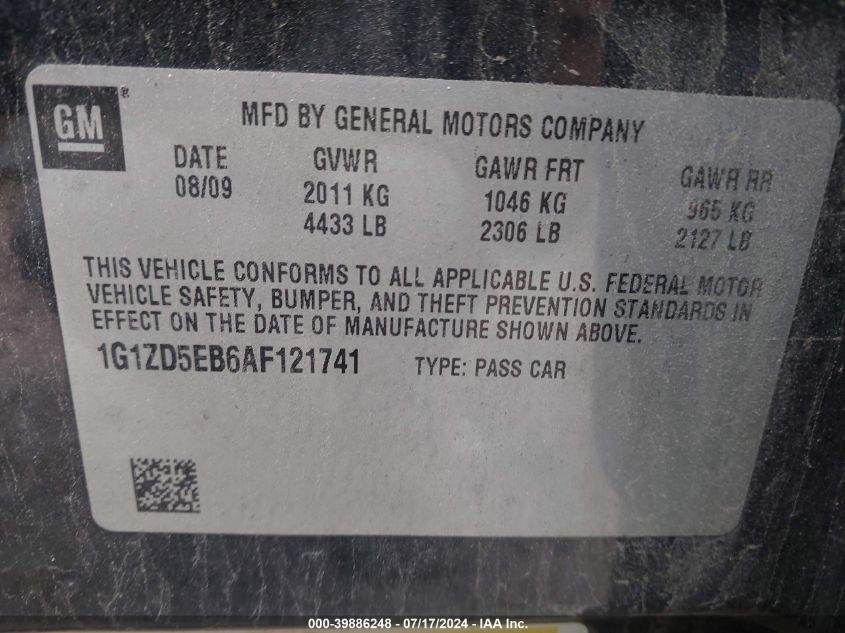 GM®
MFD BY GENERAL MOTORS COMPANY
DATE GVWR GAWR FRT GAWR RR
08/09 2011 KG 1046 KG 965 KG
4433 LB 2306 LB 2127 LB
THIS VEHICLE CONFORMS TO ALL APPLICABLE U.S. FEDERAL MOTOR
VEHICLE SAFETY, BUMPER, AND THEFT PREVENTION STANDARDS IN
EFFECT ON THE DATE OF MANUFACTURE SHOWN ABOVE.
1G1ZD5EB6AF121741 TYPE: PASS CAR
000-39886248 - 07/17/2024 - IAA Inc.